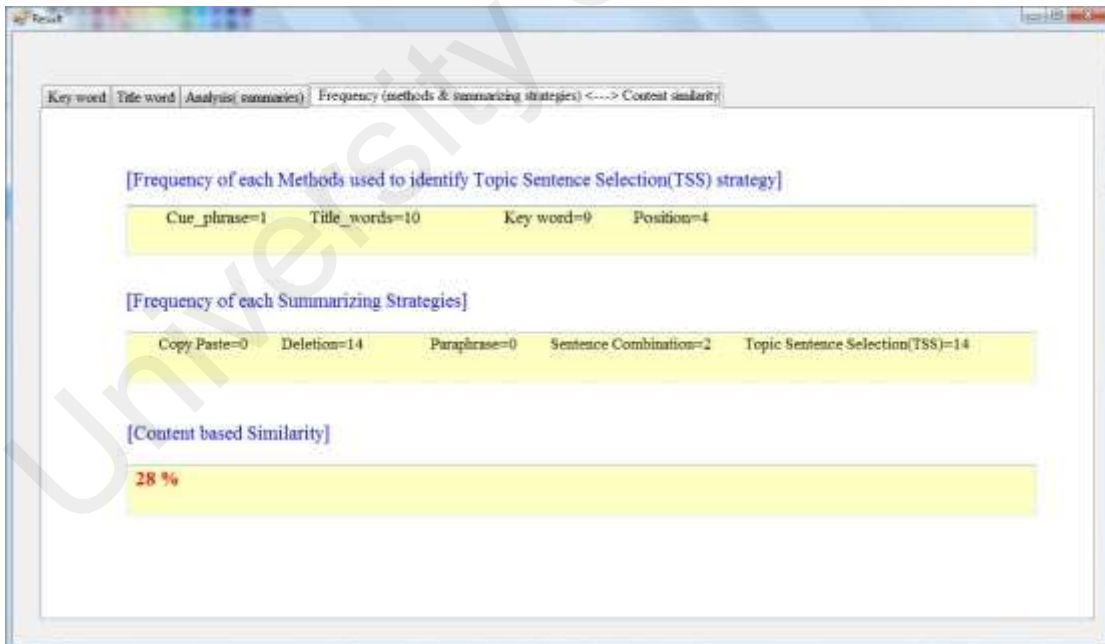 Result
Key word Title word Analysis( summaries) Frequency (methods & summarizing strategies) <----> Content similarity
[Frequency of each Methods used to identify Topic Sentence Selection(TSS) strategy]
Cue_phrase=1 Title_words=10 Key word=9 Position=4
[Frequency of each Summarizing Strategies]
Copy Paste=0 Deletion=14 Paraphrase=0 Sentence Combination=2 Topic Sentence Selection(TSS)=14
[Content based Similarity]
28 %
University